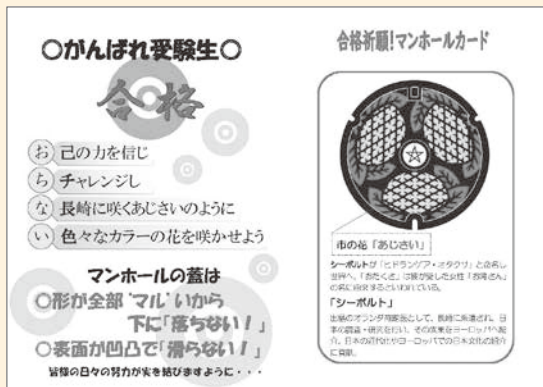 ○がんばれ受験生○
合格
お 己の力を信じ
ち チャレンジし
な 長崎に咲くあじさいのように
い 色々なカラーの花を咲かせよう
マンホールの蓋は
○形が全部“マル”いから
下に「落ちない！」
○表面が凹凸で「滑らない！」
皆様の日々の努力が実を結びますように・・・
合格祈願！マンホールカード
市の花「あじさい」
シーボルトが「ヒドランゲア・オタクサ」と命名し
世界へ。「おたくさ」は彼が愛した女性「お滝さん」
の名に由来するといわれている。
「シーボルト」
出島のオランダ商館医として、長崎に派遣され、日
本の調査・研究を行い、その成果をヨーロッパへ紹
介。日本の近代化やヨーロッパでの日本文化の紹介
に貢献。